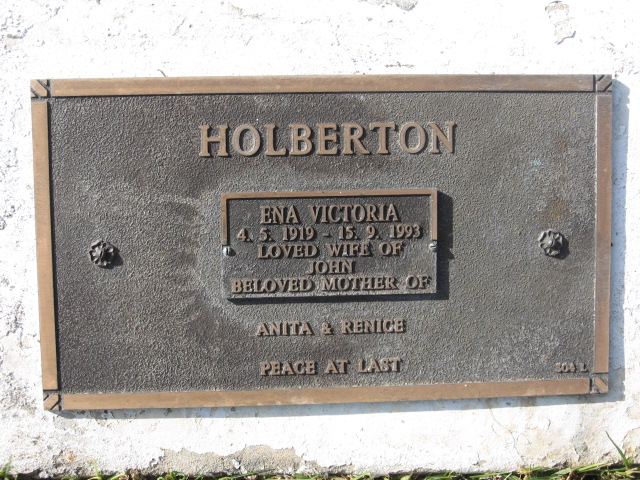 HOLBERTON
ENA VICTORIA
4. 5. 1919 - 15. 9. 1993
LOVED WIFE OF
JOHN
BELOVED MOTHER OF
ANITA & RENICE
PEACE AT LAST
304 L